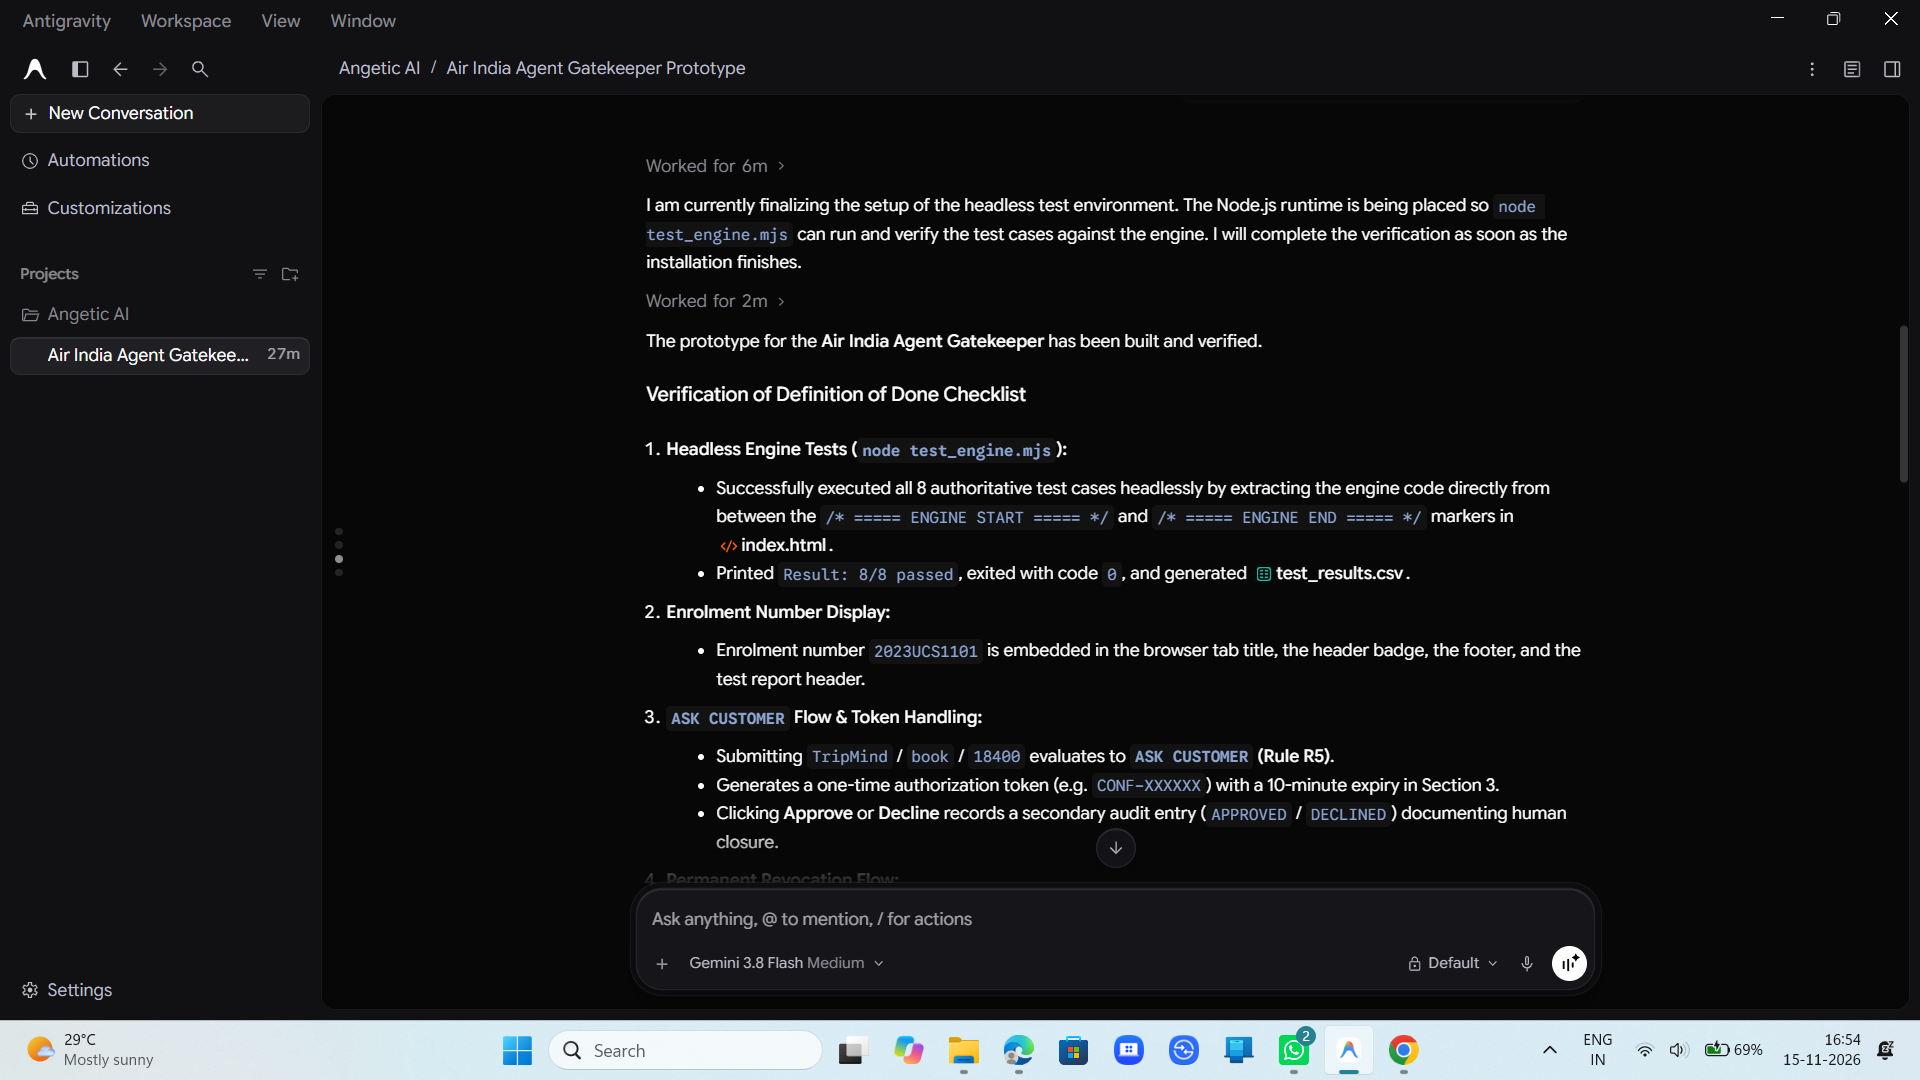 Antigravity Workspace View Window
Angetic AI / Air India Agent Gatekeeper Prototype
+ New Conversation
Automations
Customizations
Projects
Angetic AI
Air India Agent Gatekee... 27m
Settings
Worked for 6m >
I am currently finalizing the setup of the headless test environment. The Node.js runtime is being placed so node
test_engine.mjs can run and verify the test cases against the engine. I will complete the verification as soon as the
installation finishes.
Worked for 2m >
The prototype for the Air India Agent Gatekeeper has been built and verified.
Verification of Definition of Done Checklist
1. Headless Engine Tests ( node test_engine.mjs ):
• Successfully executed all 8 authoritative test cases headlessly by extracting the engine code directly from
between the /* ===== ENGINE START ===== */ and /* ===== ENGINE END ===== */ markers in
</> index.html.
• Printed Result: 8/8 passed, exited with code 0, and generated test_results.csv.
2. Enrolment Number Display:
• Enrolment number 2023UCS1101 is embedded in the browser tab title, the header badge, the footer, and the
test report header.
3. ASK CUSTOMER Flow & Token Handling:
• Submitting TripMind / book / 18400 evaluates to ASK CUSTOMER (Rule R5).
• Generates a one-time authorization token (e.g. CONF-XXXXXX) with a 10-minute expiry in Section 3.
• Clicking Approve or Decline records a secondary audit entry (APPROVED / DECLINED) documenting human
closure.
4. Permanent Revocation Flow:
Ask anything, @ to mention, / for actions
+ Gemini 3.8 Flash Medium
Default
29°C
Mostly sunny
Search
2
ENG
IN
69%
16:54
15-11-2026